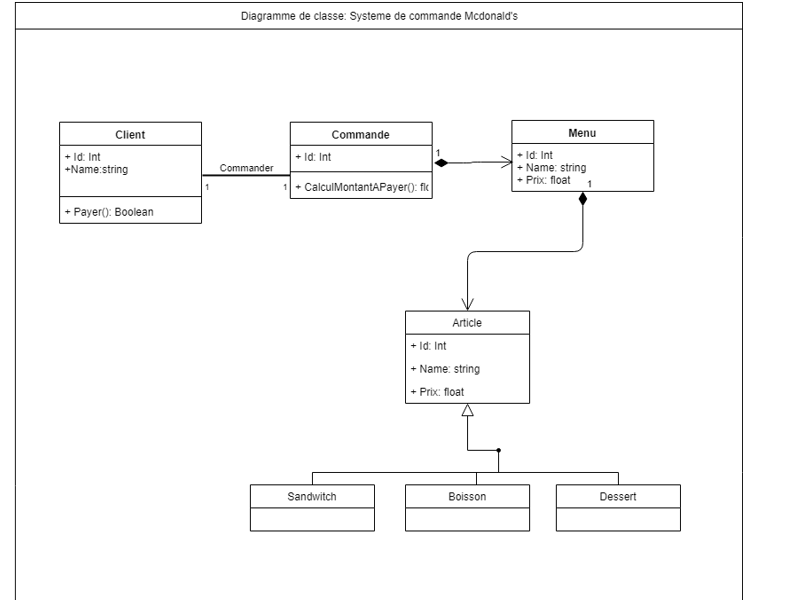 Diagramme de classe: Systeme de commande Mcdonald's
Client
+ Id: Int
+Name:string
+ Payer(): Boolean
Commander
1
1
Commande
+ Id: Int
+ CalculMontantAPayer(): flo
1
Menu
+ Id: Int
+ Name: string
+ Prix: float
1
Article
+ Id: Int
+ Name: string
+ Prix: float
Sandwitch
Boisson
Dessert